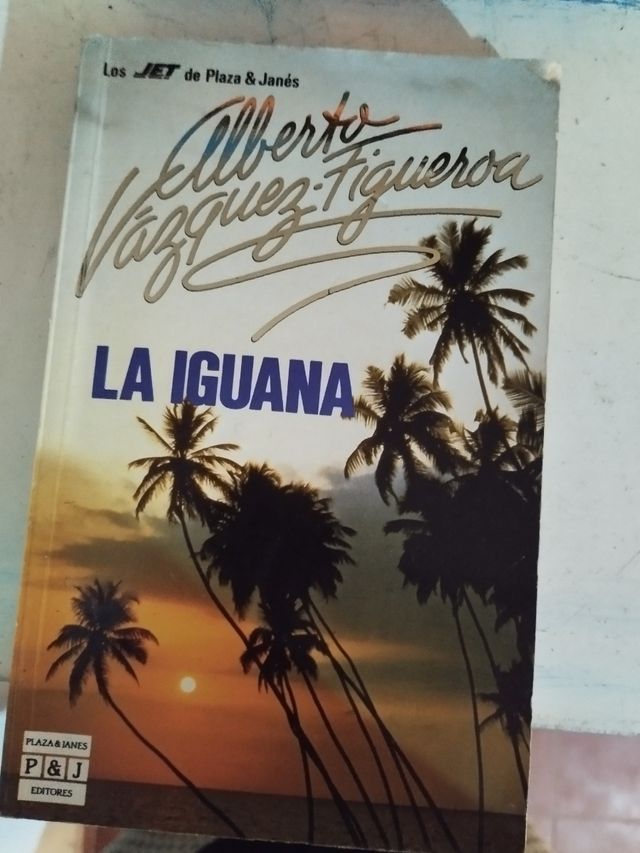 Los JET de Plaza & Janés
Alberto
Vázquez-Figueroa
LA IGUANA
PLAZA & JANES
P & J
EDITORES